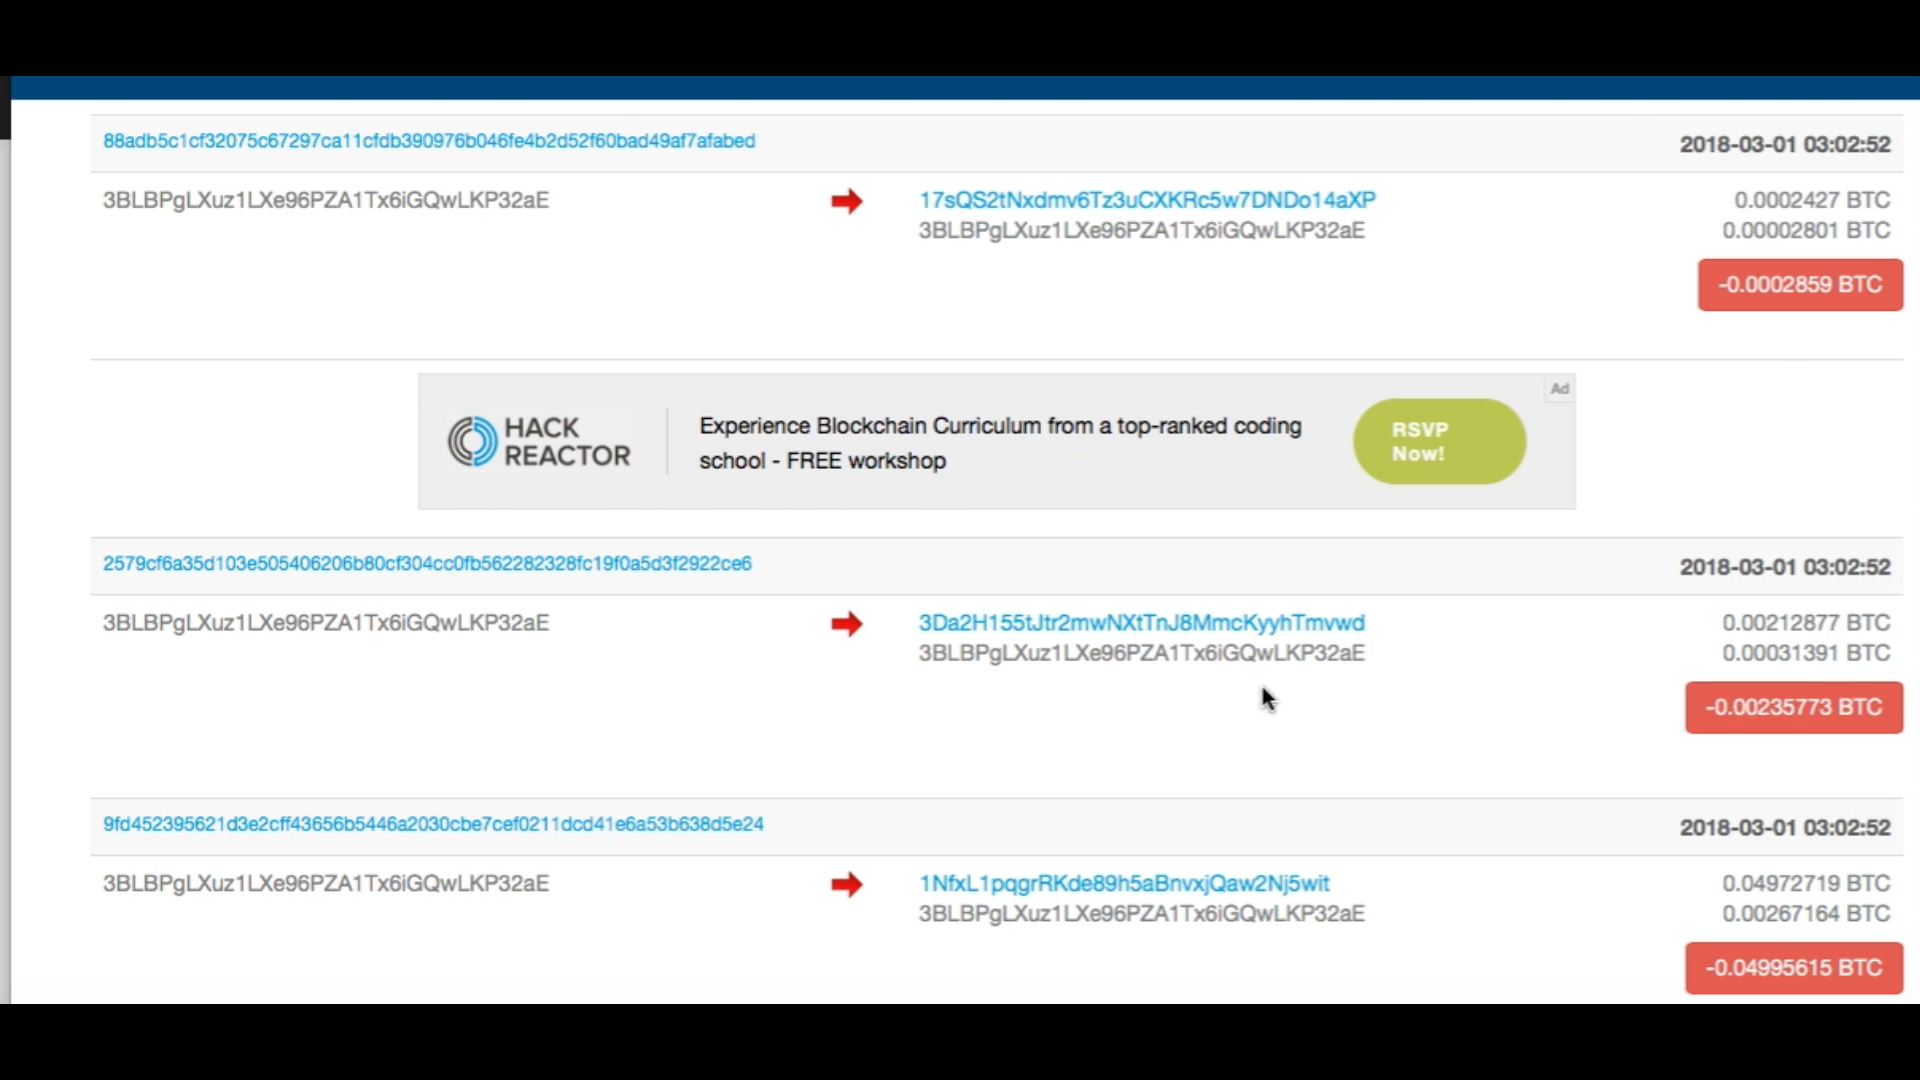 88adb5c1cf32075c67297ca11cfdb390976b046fe4b2d52f60bad49af7afabed 2018-03-01 03:02:52
3BLBPgLXuz1LXe96PZA1Tx6iGQwLKP32aE 17sQS2tNxdmv6Tz3uCXKRc5w7DNDo14aXP 0.0002427 BTC
3BLBPgLXuz1LXe96PZA1Tx6iGQwLKP32aE 0.00002801 BTC
-0.0002859 BTC
Ad
HACK REACTOR
Experience Blockchain Curriculum from a top-ranked coding
school - FREE workshop
RSVP
Now!
2579cf6a35d103e505406206b80cf304cc0fb562282328fc19f0a5d3f2922ce6 2018-03-01 03:02:52
3BLBPgLXuz1LXe96PZA1Tx6iGQwLKP32aE 3Da2H155tJtr2mwNXtTnJ8MmcKyyhTmvwd 0.00212877 BTC
3BLBPgLXuz1LXe96PZA1Tx6iGQwLKP32aE 0.00031391 BTC
-0.00235773 BTC
9fd452395621d3e2cff43656b5446a2030cbe7cef0211dcd41e6a53b638d5e24 2018-03-01 03:02:52
3BLBPgLXuz1LXe96PZA1Tx6iGQwLKP32aE 1NfxL1pqgrRKde89h5aBnvxjQaw2Nj5wit 0.04972719 BTC
3BLBPgLXuz1LXe96PZA1Tx6iGQwLKP32aE 0.00267164 BTC
-0.04995615 BTC